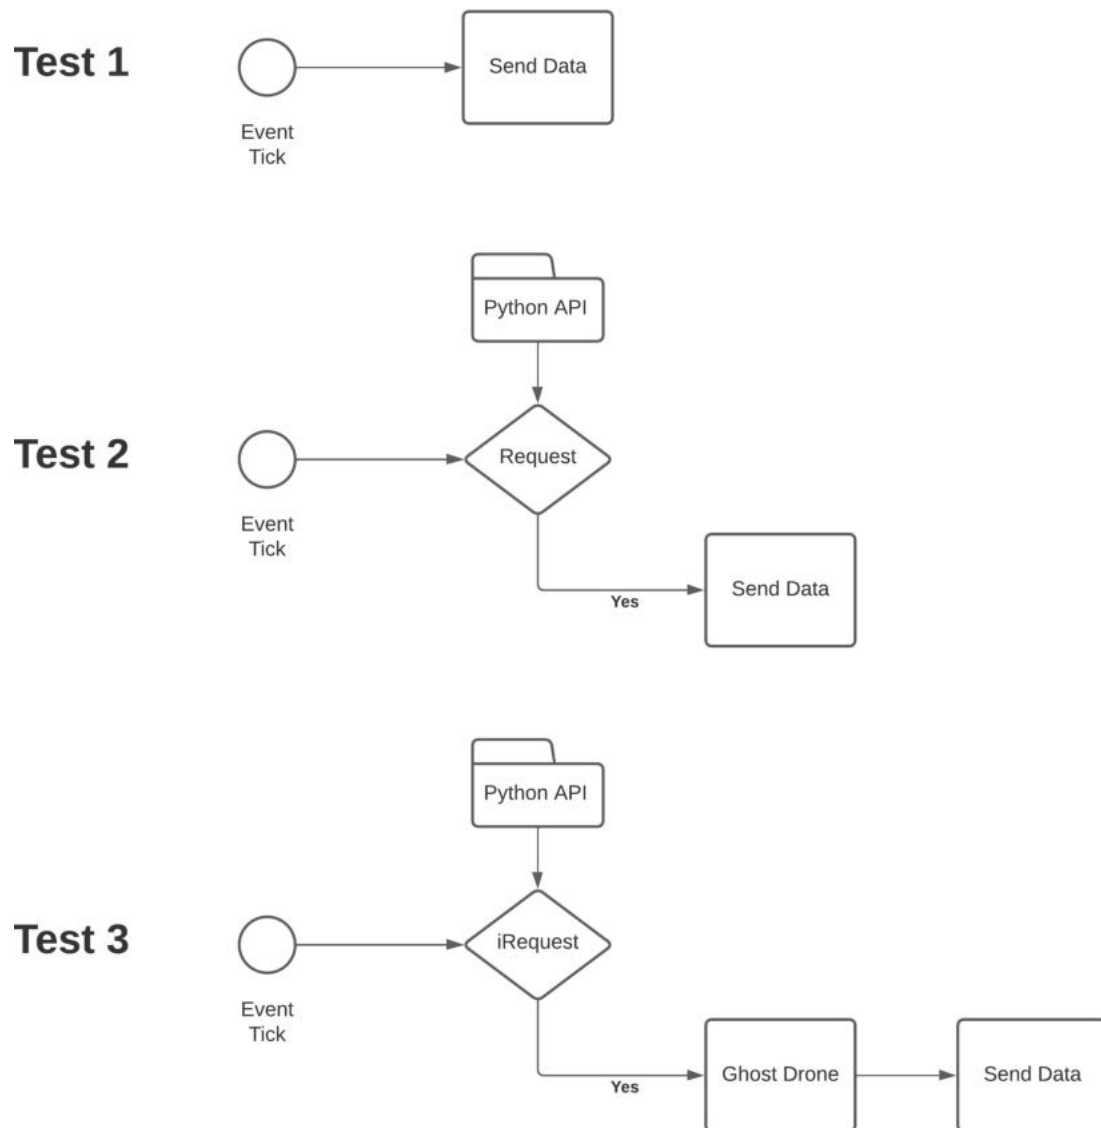 Test 1
Send Data
Event
Tick
Python API
Test 2
Request
Event
Tick
Send Data
Yes
Python API
Test 3
iRequest
Event
Tick
Ghost Drone
Send Data
Yes